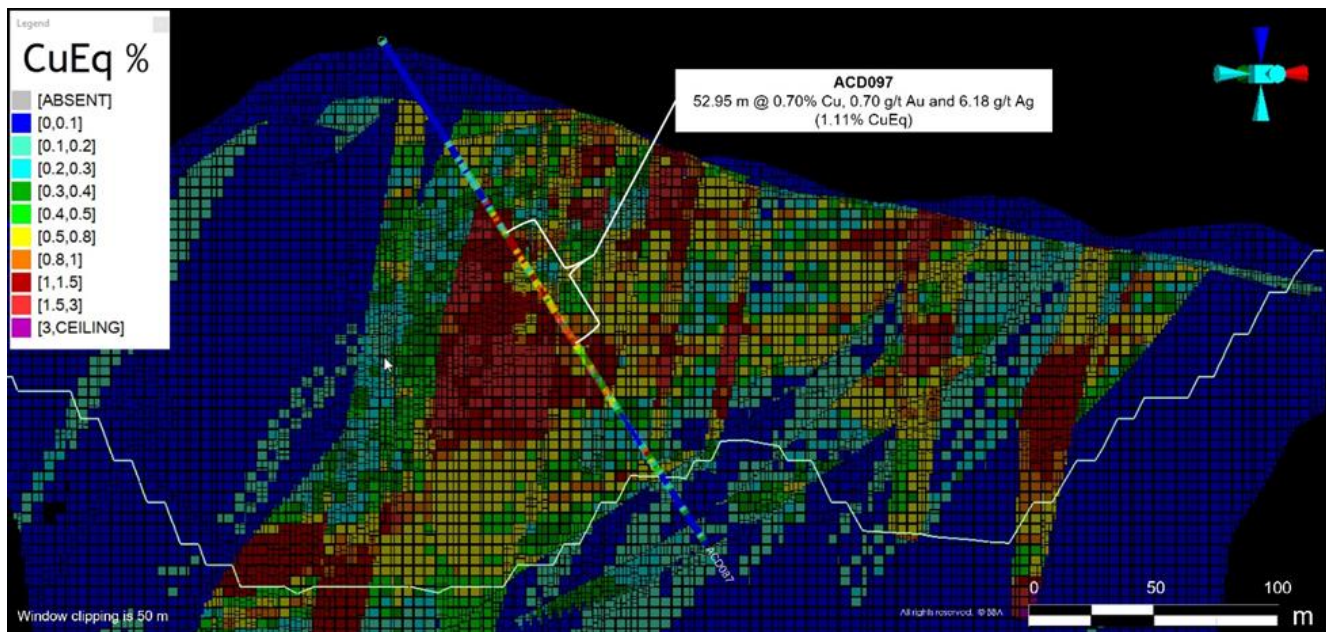 Legend
CuEq %
[ABSENT]
[0,0.1]
[0.1,0.2]
[0.2,0.3]
[0.3,0.4]
[0.4,0.5]
[0.5,0.8]
[0.8,1]
[1,1.5]
[1.5,3]
[3,CEILING]
ACD097
52.95 m @ 0.70% Cu, 0.70 g/t Au and 6.18 g/t Ag
(1.11% CuEq)
ACD097
Window clipping is 50 m
All rights reserved. © BBA
0 50 100
m